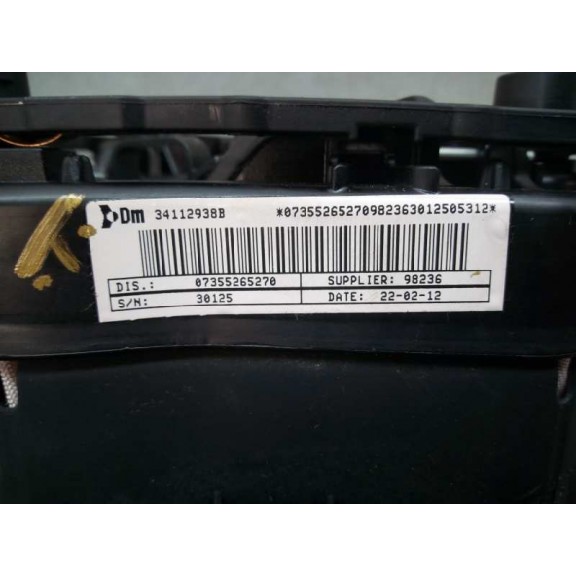 Dm 34112938B *07355265270982363012505312*
DIS.: 07355265270 SUPPLIER: 98236
S/N: 30125 DATE: 22-02-12